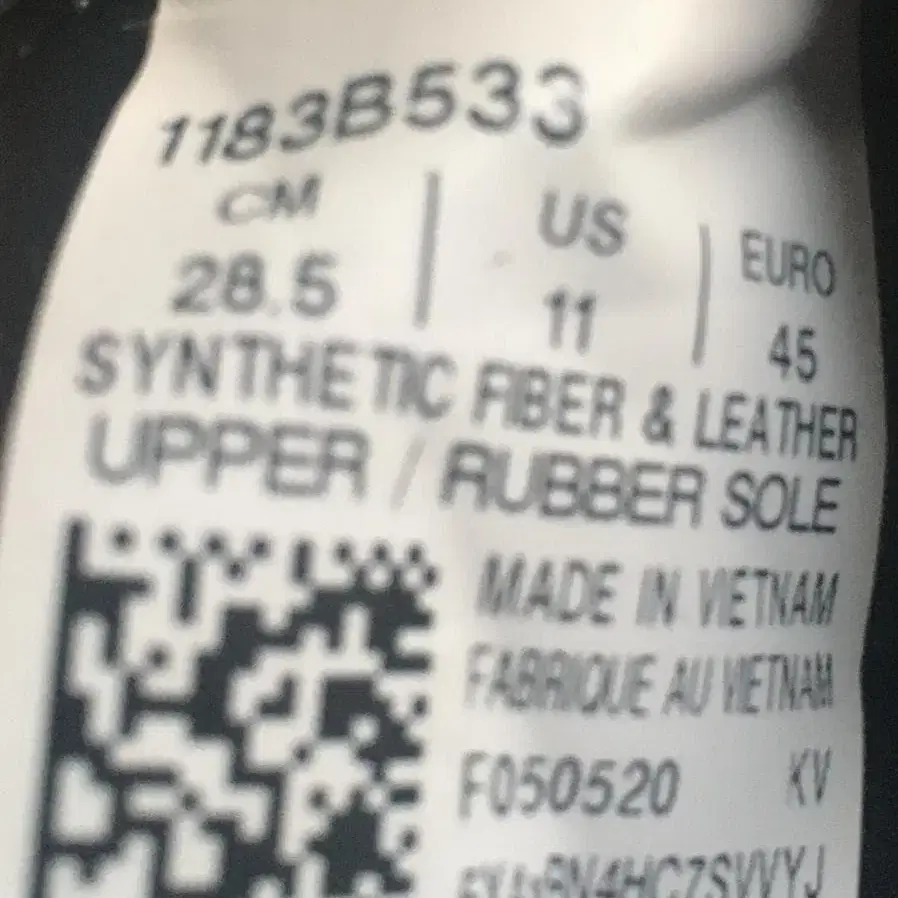 1183B533
CM | US | EURO
28.5 | 11 | 45
SYNTHETIC FIBER & LEATHER
UPPER / RUBBER SOLE
MADE IN VIETNAM
FABRIQUE AU VIETNAM
F050520 KV